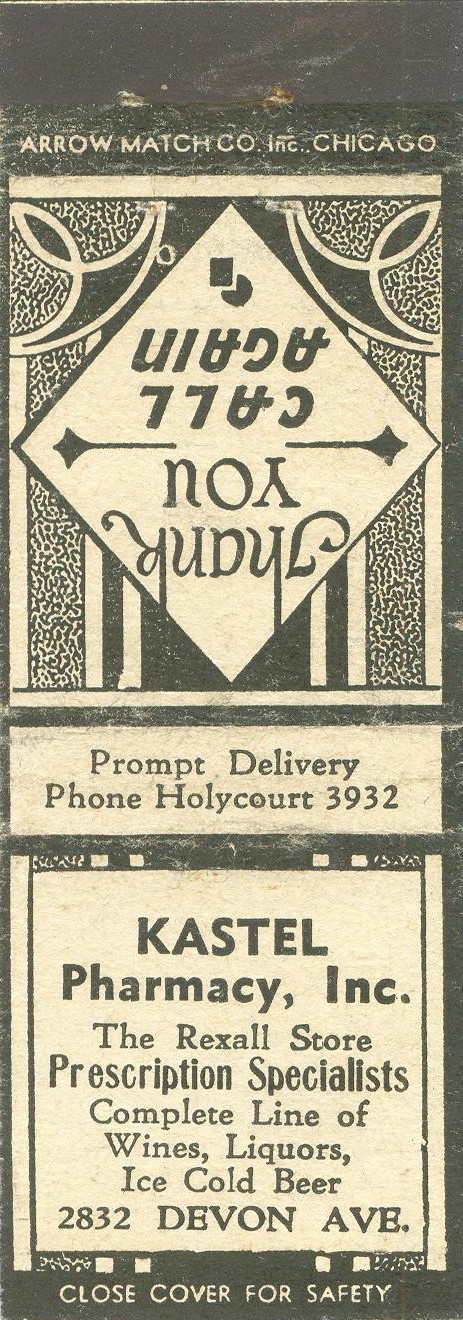 ARROW MATCH CO. Inc., CHICAGO
Thank
YOU
CALL
AGAIN
Prompt Delivery
Phone Holycourt 3932
KASTEL
Pharmacy, Inc.
The Rexall Store
Prescription Specialists
Complete Line of
Wines, Liquors,
Ice Cold Beer
2832 DEVON AVE.
CLOSE COVER FOR SAFETY